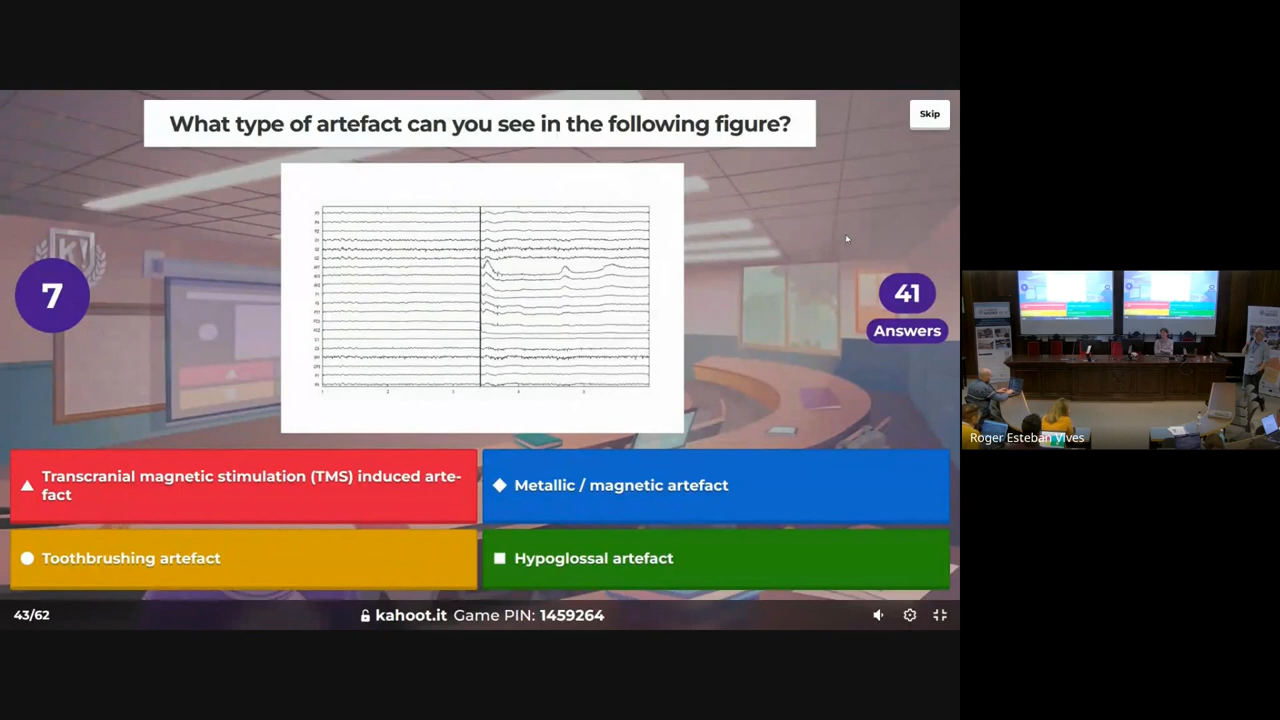 What type of artefact can you see in the following figure?
Skip
7
41
Answers
Transcranial magnetic stimulation (TMS) induced arte-
fact
Metallic / magnetic artefact
Toothbrushing artefact
Hypoglossal artefact
43/62
kahoot.it Game PIN: 1459264
Roger Esteban Vives